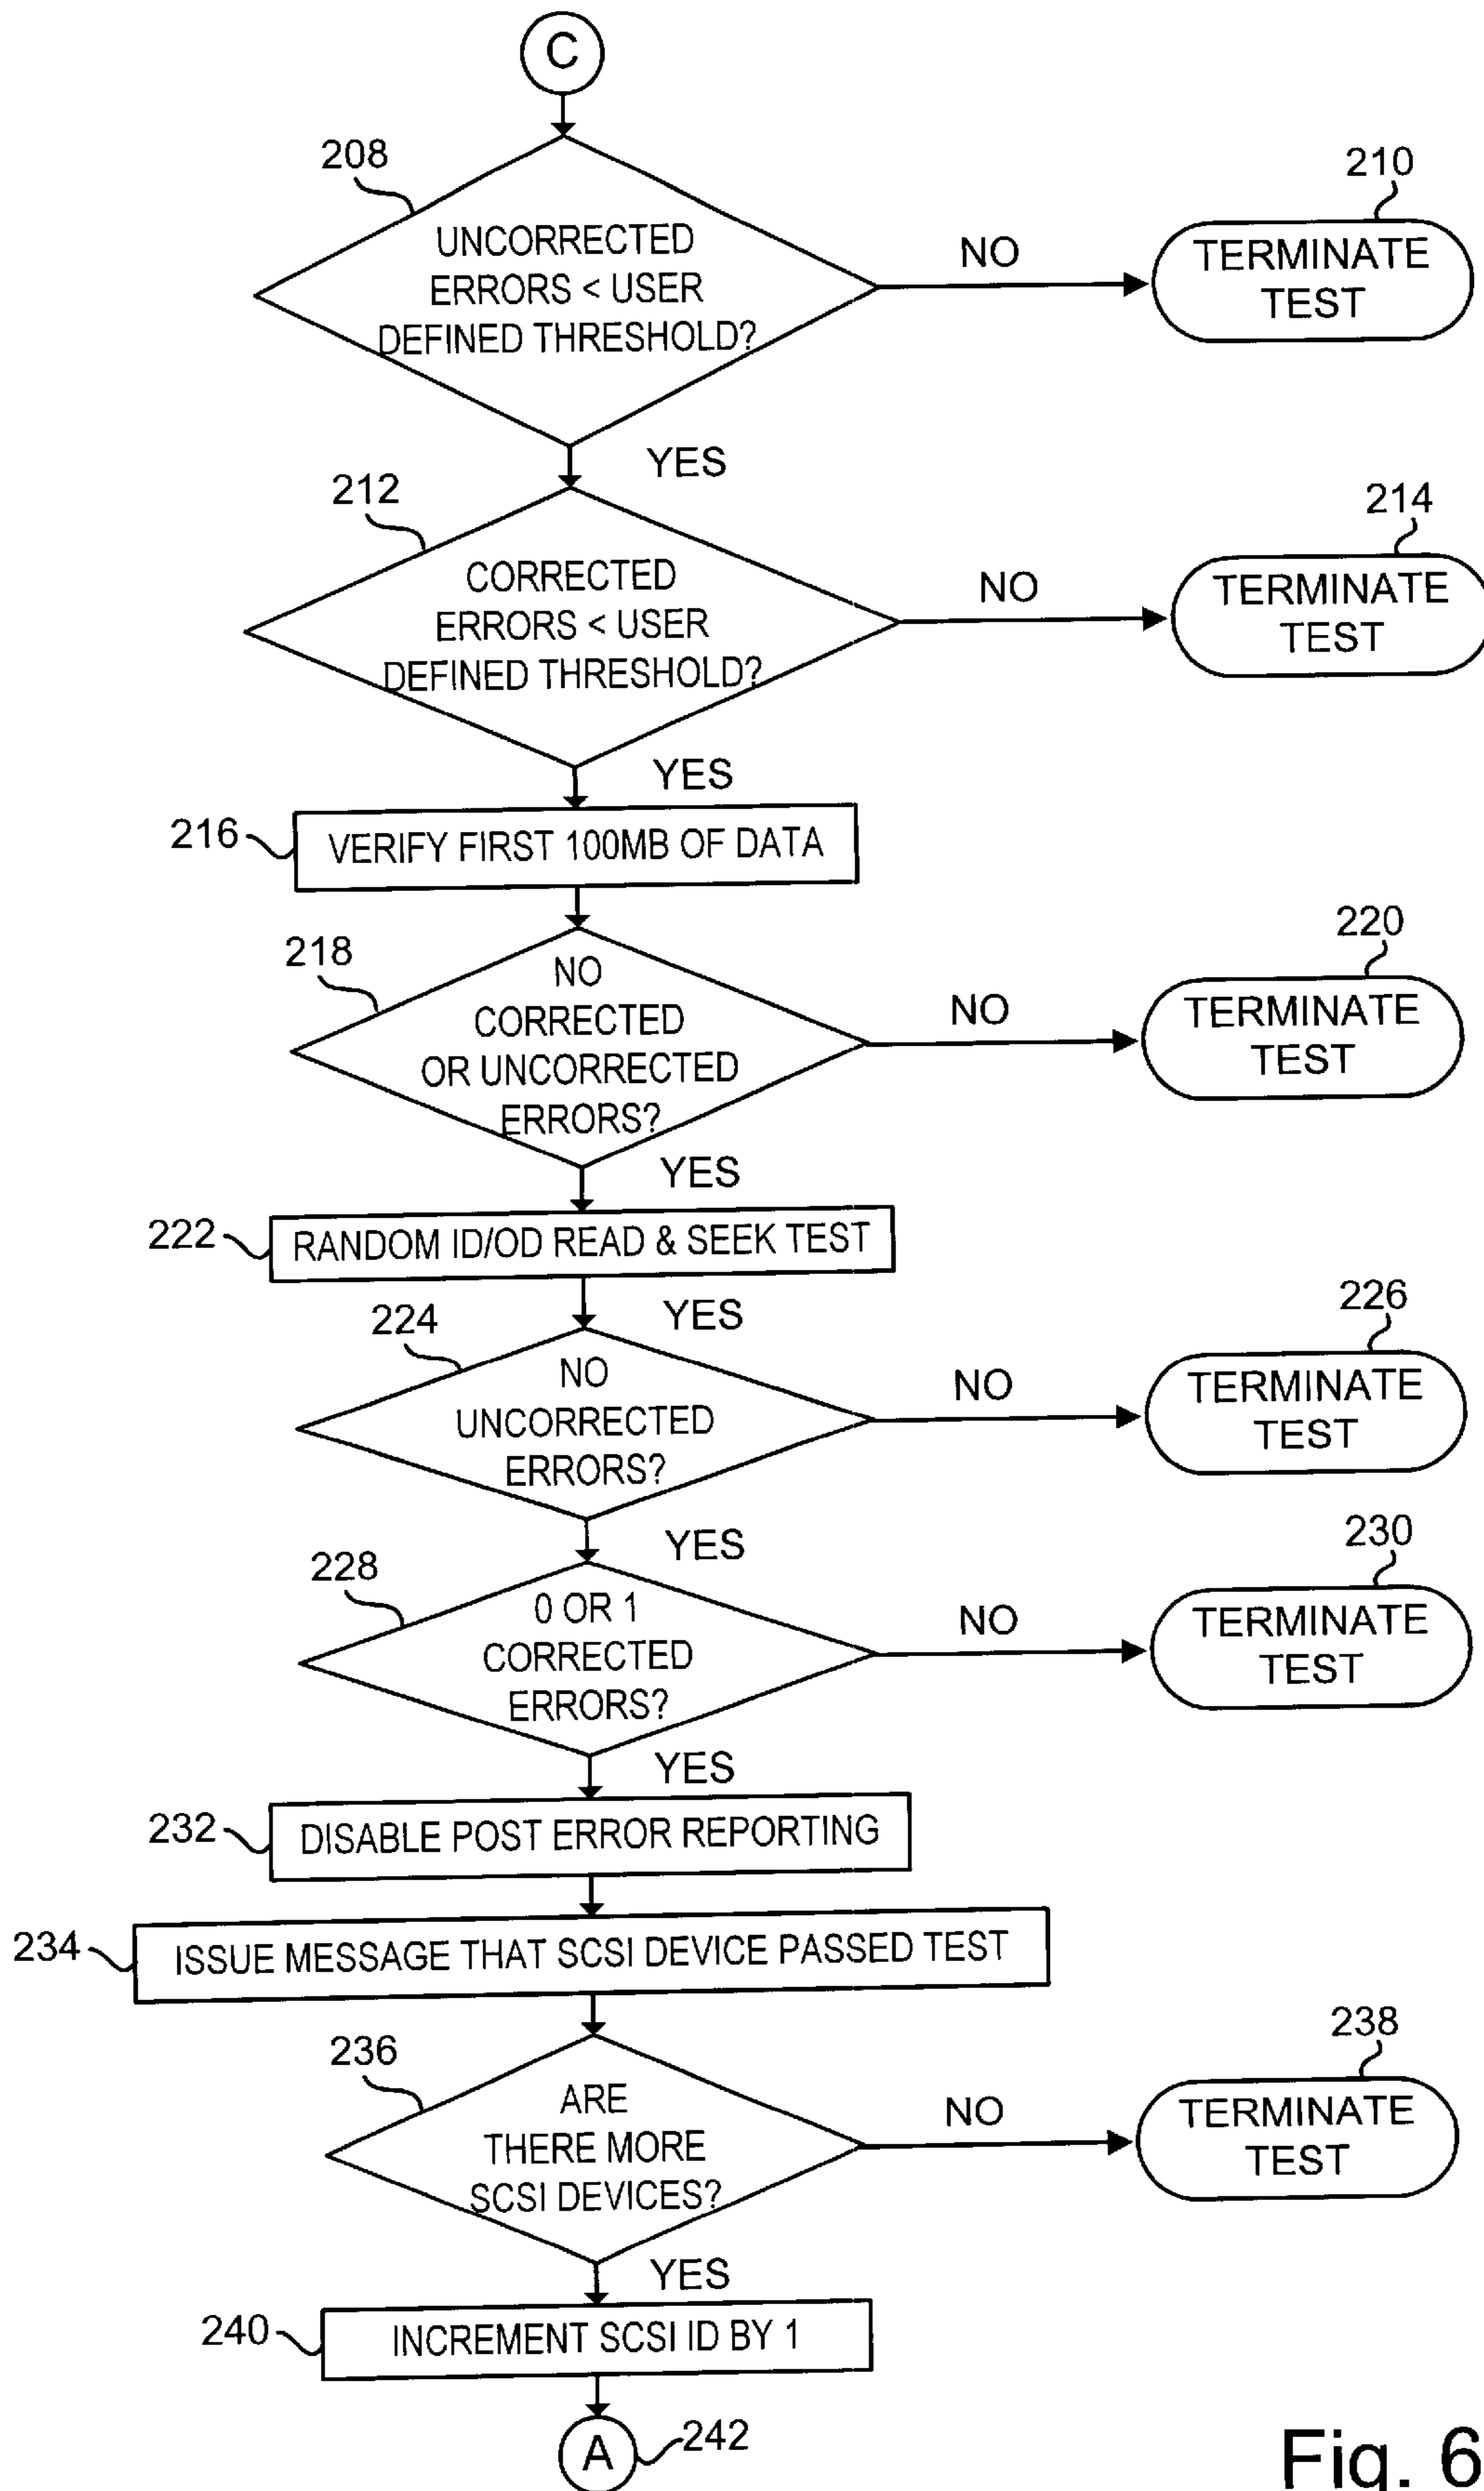 C
208
UNCORRECTED
ERRORS < USER
DEFINED THRESHOLD?
NO
210
TERMINATE
TEST
YES
212
CORRECTED
ERRORS < USER
DEFINED THRESHOLD?
NO
214
TERMINATE
TEST
YES
216
VERIFY FIRST 100MB OF DATA
218
NO
CORRECTED
OR UNCORRECTED
ERRORS?
NO
220
TERMINATE
TEST
YES
222
RANDOM ID/OD READ & SEEK TEST
YES
224
NO
UNCORRECTED
ERRORS?
NO
226
TERMINATE
TEST
YES
228
0 OR 1
CORRECTED
ERRORS?
NO
230
TERMINATE
TEST
YES
232
DISABLE POST ERROR REPORTING
234
ISSUE MESSAGE THAT SCSI DEVICE PASSED TEST
236
ARE
THERE MORE
SCSI DEVICES?
NO
238
TERMINATE
TEST
YES
240
INCREMENT SCSI ID BY 1
A
242
Fig. 6